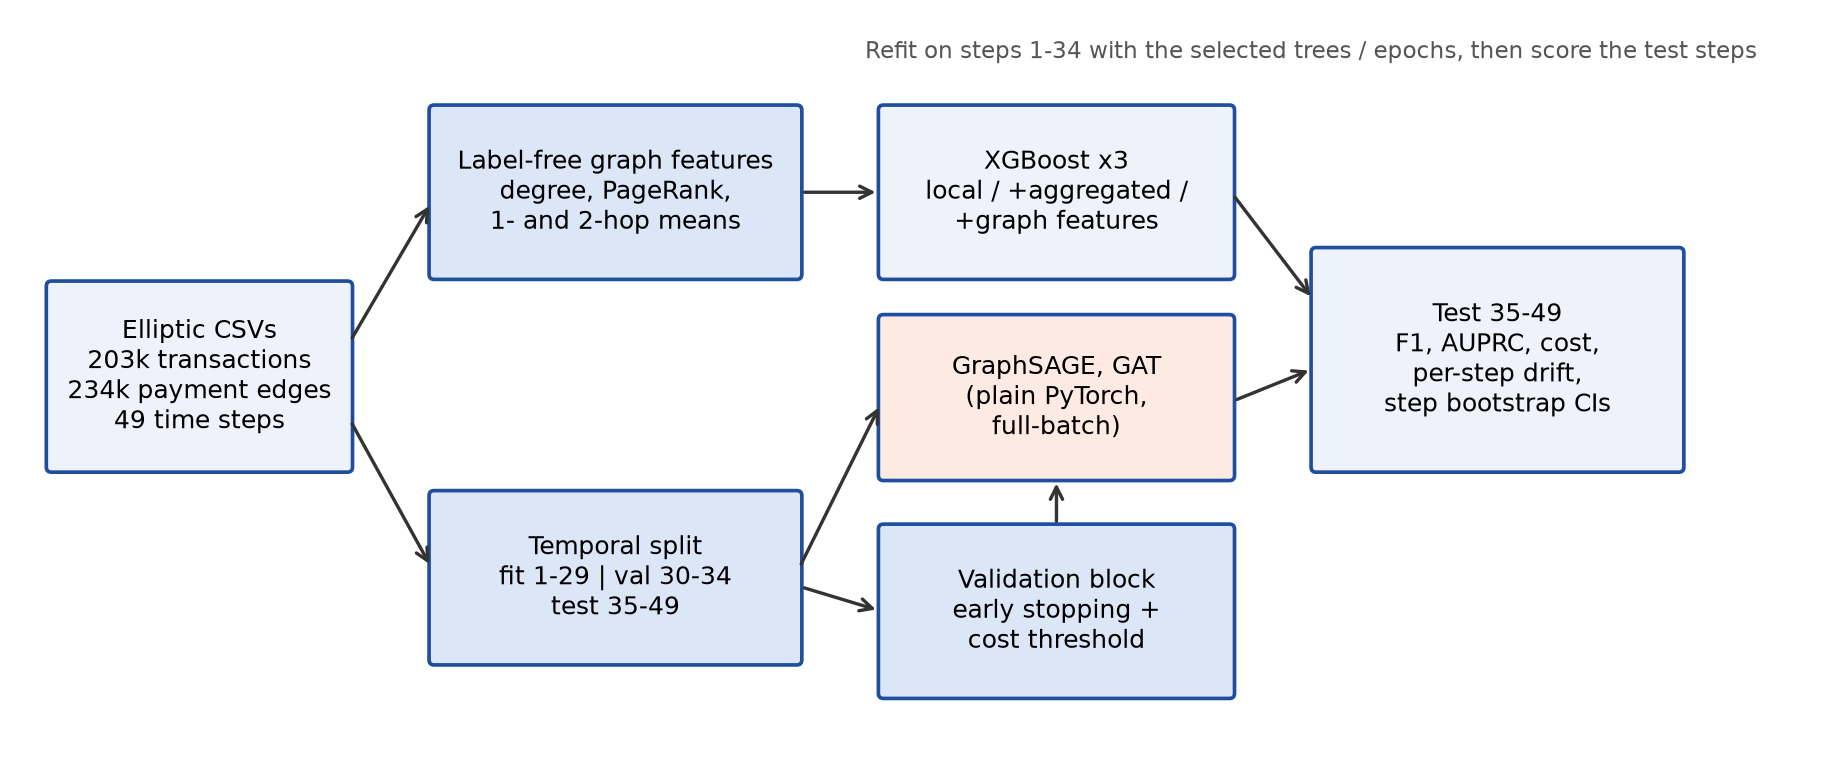 Refit on steps 1-34 with the selected trees / epochs, then score the test steps
Label-free graph features
degree, PageRank,
1- and 2-hop means
XGBoost x3
local / +aggregated /
+graph features
Elliptic CSVs
203k transactions
234k payment edges
49 time steps
GraphSAGE, GAT
(plain PyTorch,
full-batch)
Test 35-49
F1, AUPRC, cost,
per-step drift,
step bootstrap CIs
Temporal split
fit 1-29 | val 30-34
test 35-49
Validation block
early stopping +
cost threshold